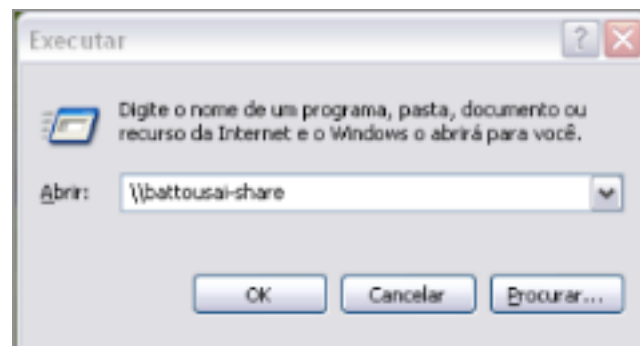 Executar
Digite o nome de um programa, pasta, documento ou
recurso da Internet e o Windows o abrirá para você.
Abrir: \\battousai-share
OK Cancelar Procurar...